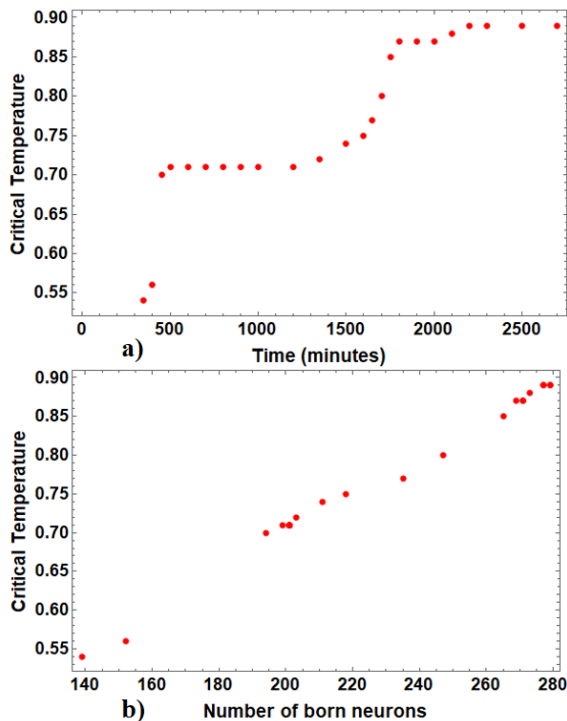 0.90
0.85
0.80
0.75
0.70
0.65
0.60
0.55
Critical Temperature
0 500 1000 1500 2000 2500
a) Time (minutes)
0.90
0.85
0.80
0.75
0.70
0.65
0.60
0.55
Critical Temperature
140 160 180 200 220 240 260 280
b) Number of born neurons